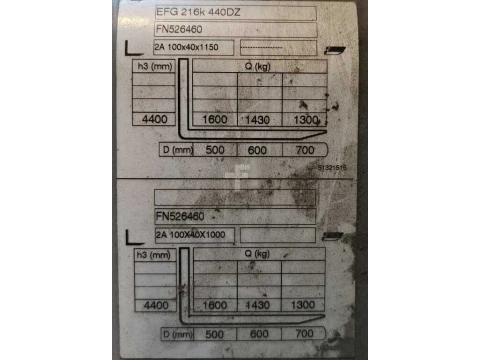 EFG 216k 440DZ
FN526460
2A 100x40x1150 --------------
h3 (mm) Q (kg)
4400 1600 1430 1300
D (mm) 500 600 700
51321515
FN526460
2A 100X40X1000
h3 (mm) Q (kg)
4400 1600 1430 1300
D (mm) 500 600 700